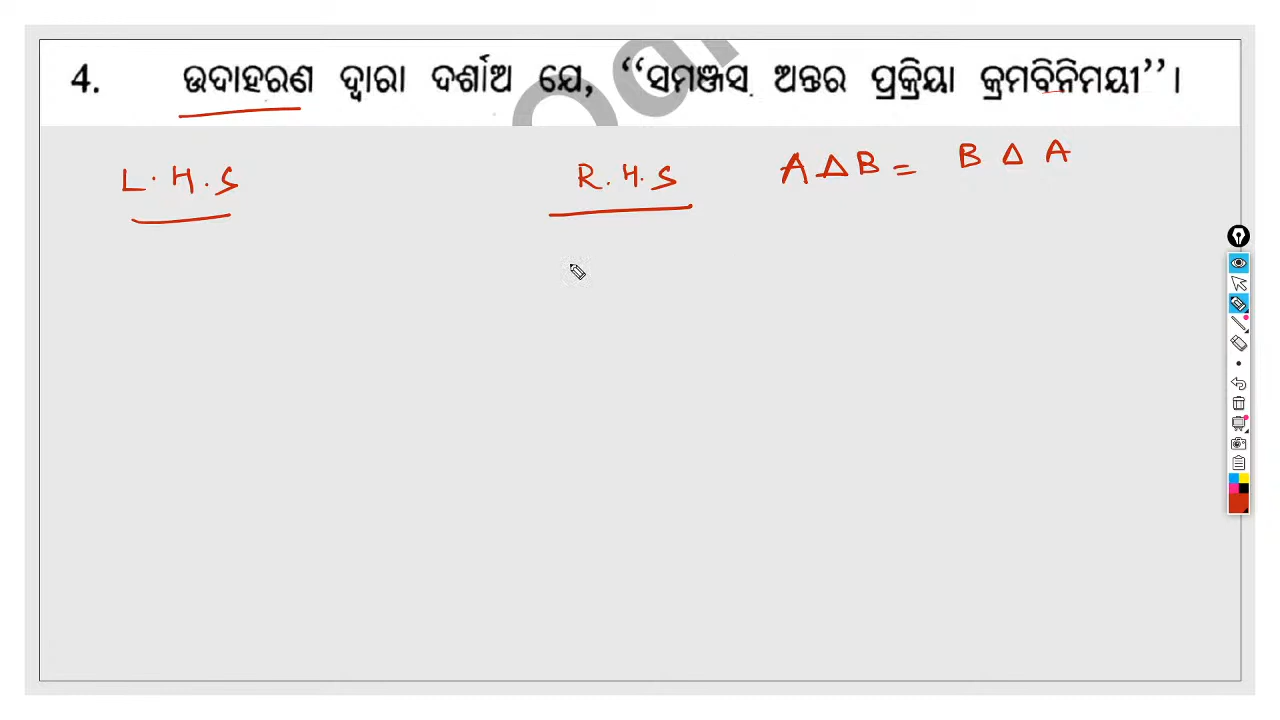 4. ଉଦାହରଣ ଦ୍ୱାରା ଦର୍ଶାଅ ଯେ, ‘‘ସମଞ୍ଜସ ଅନ୍ତର ପ୍ରକ୍ରିୟା କ୍ରମବିନିମୟୀ’’।
L.H.S R.H.S A Δ B = B Δ A